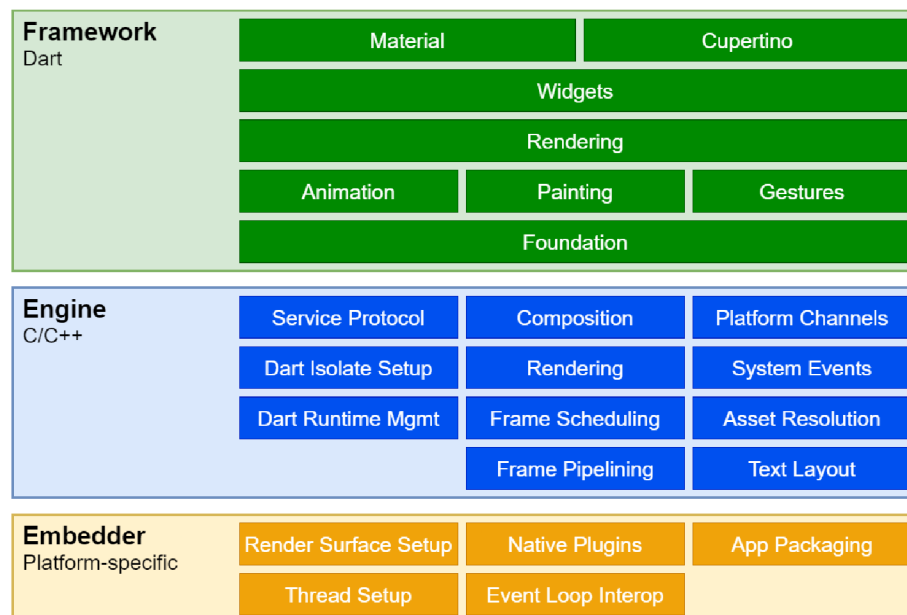 Framework
Dart
Material
Cupertino
Widgets
Rendering
Animation
Painting
Gestures
Foundation
Engine
C/C++
Service Protocol
Composition
Platform Channels
Dart Isolate Setup
Rendering
System Events
Dart Runtime Mgmt
Frame Scheduling
Asset Resolution
Frame Pipelining
Text Layout
Embedder
Platform-specific
Render Surface Setup
Native Plugins
App Packaging
Thread Setup
Event Loop Interop